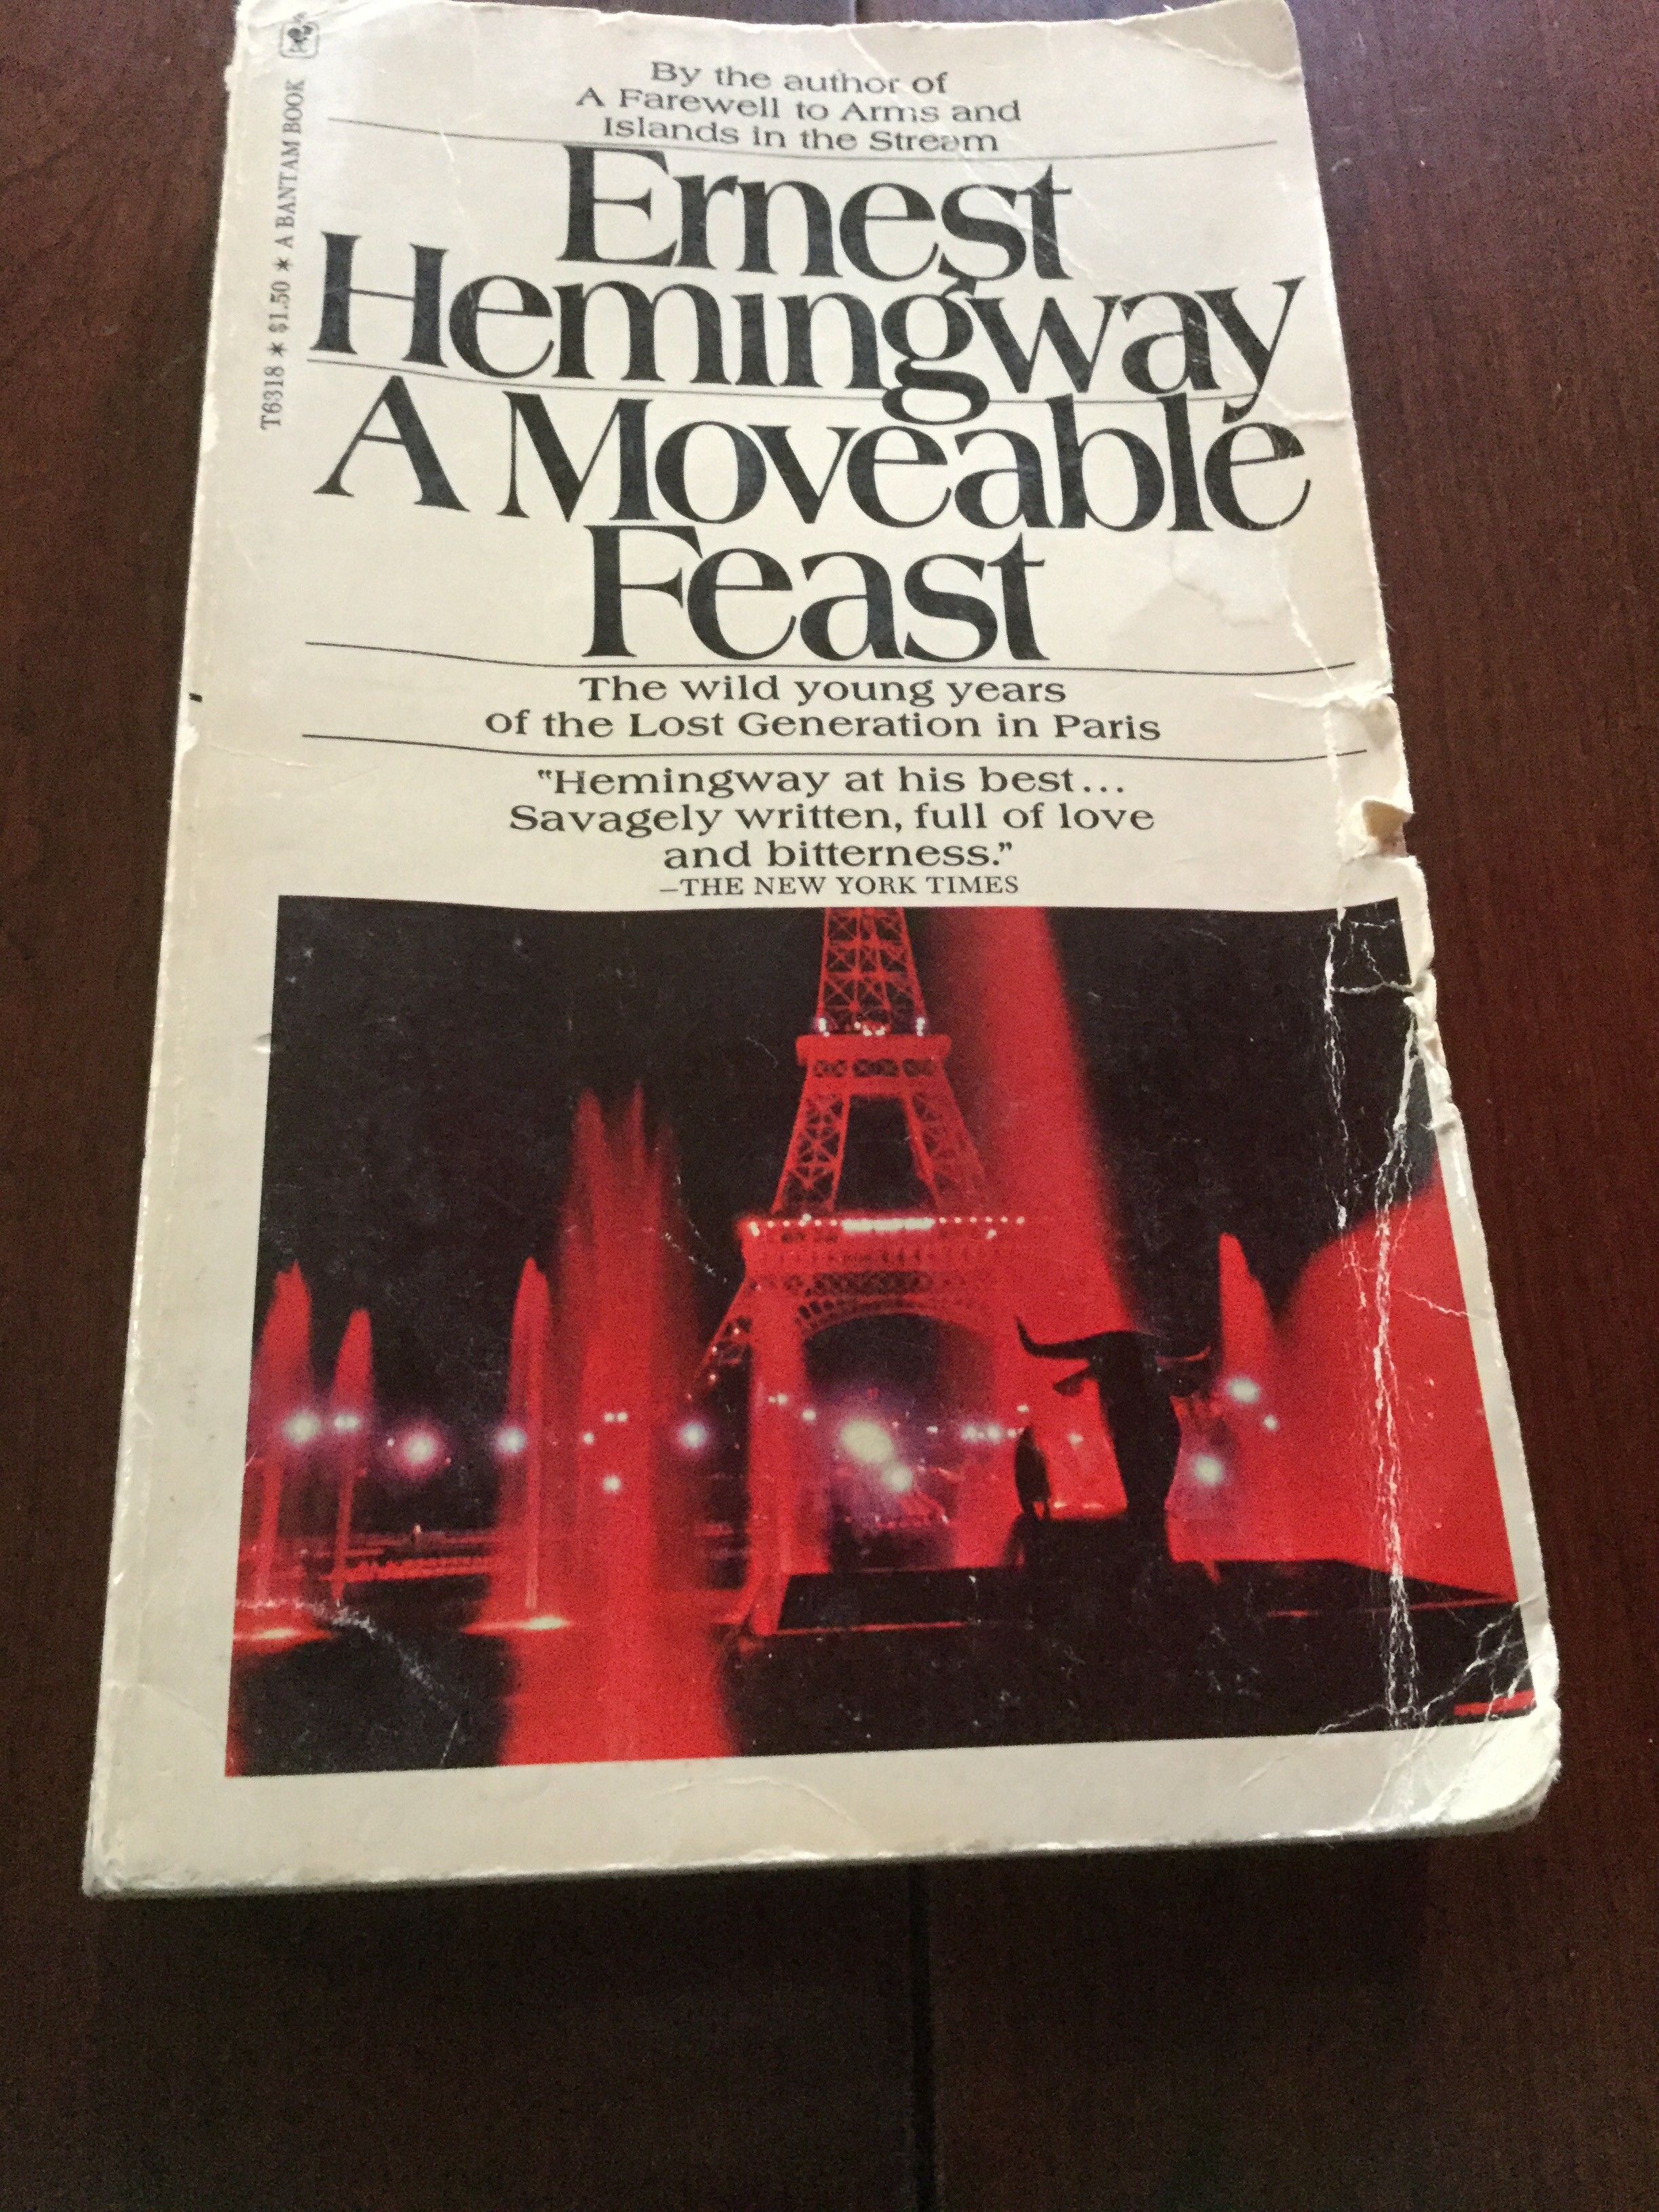 T6318 * $1.50 * A BANTAM BOOK
By the author of
A Farewell to Arms and
Islands in the Stream
Ernest
Hemingway
A Moveable
Feast
The wild young years
of the Lost Generation in Paris
"Hemingway at his best...
Savagely written, full of love
and bitterness."
–THE NEW YORK TIMES